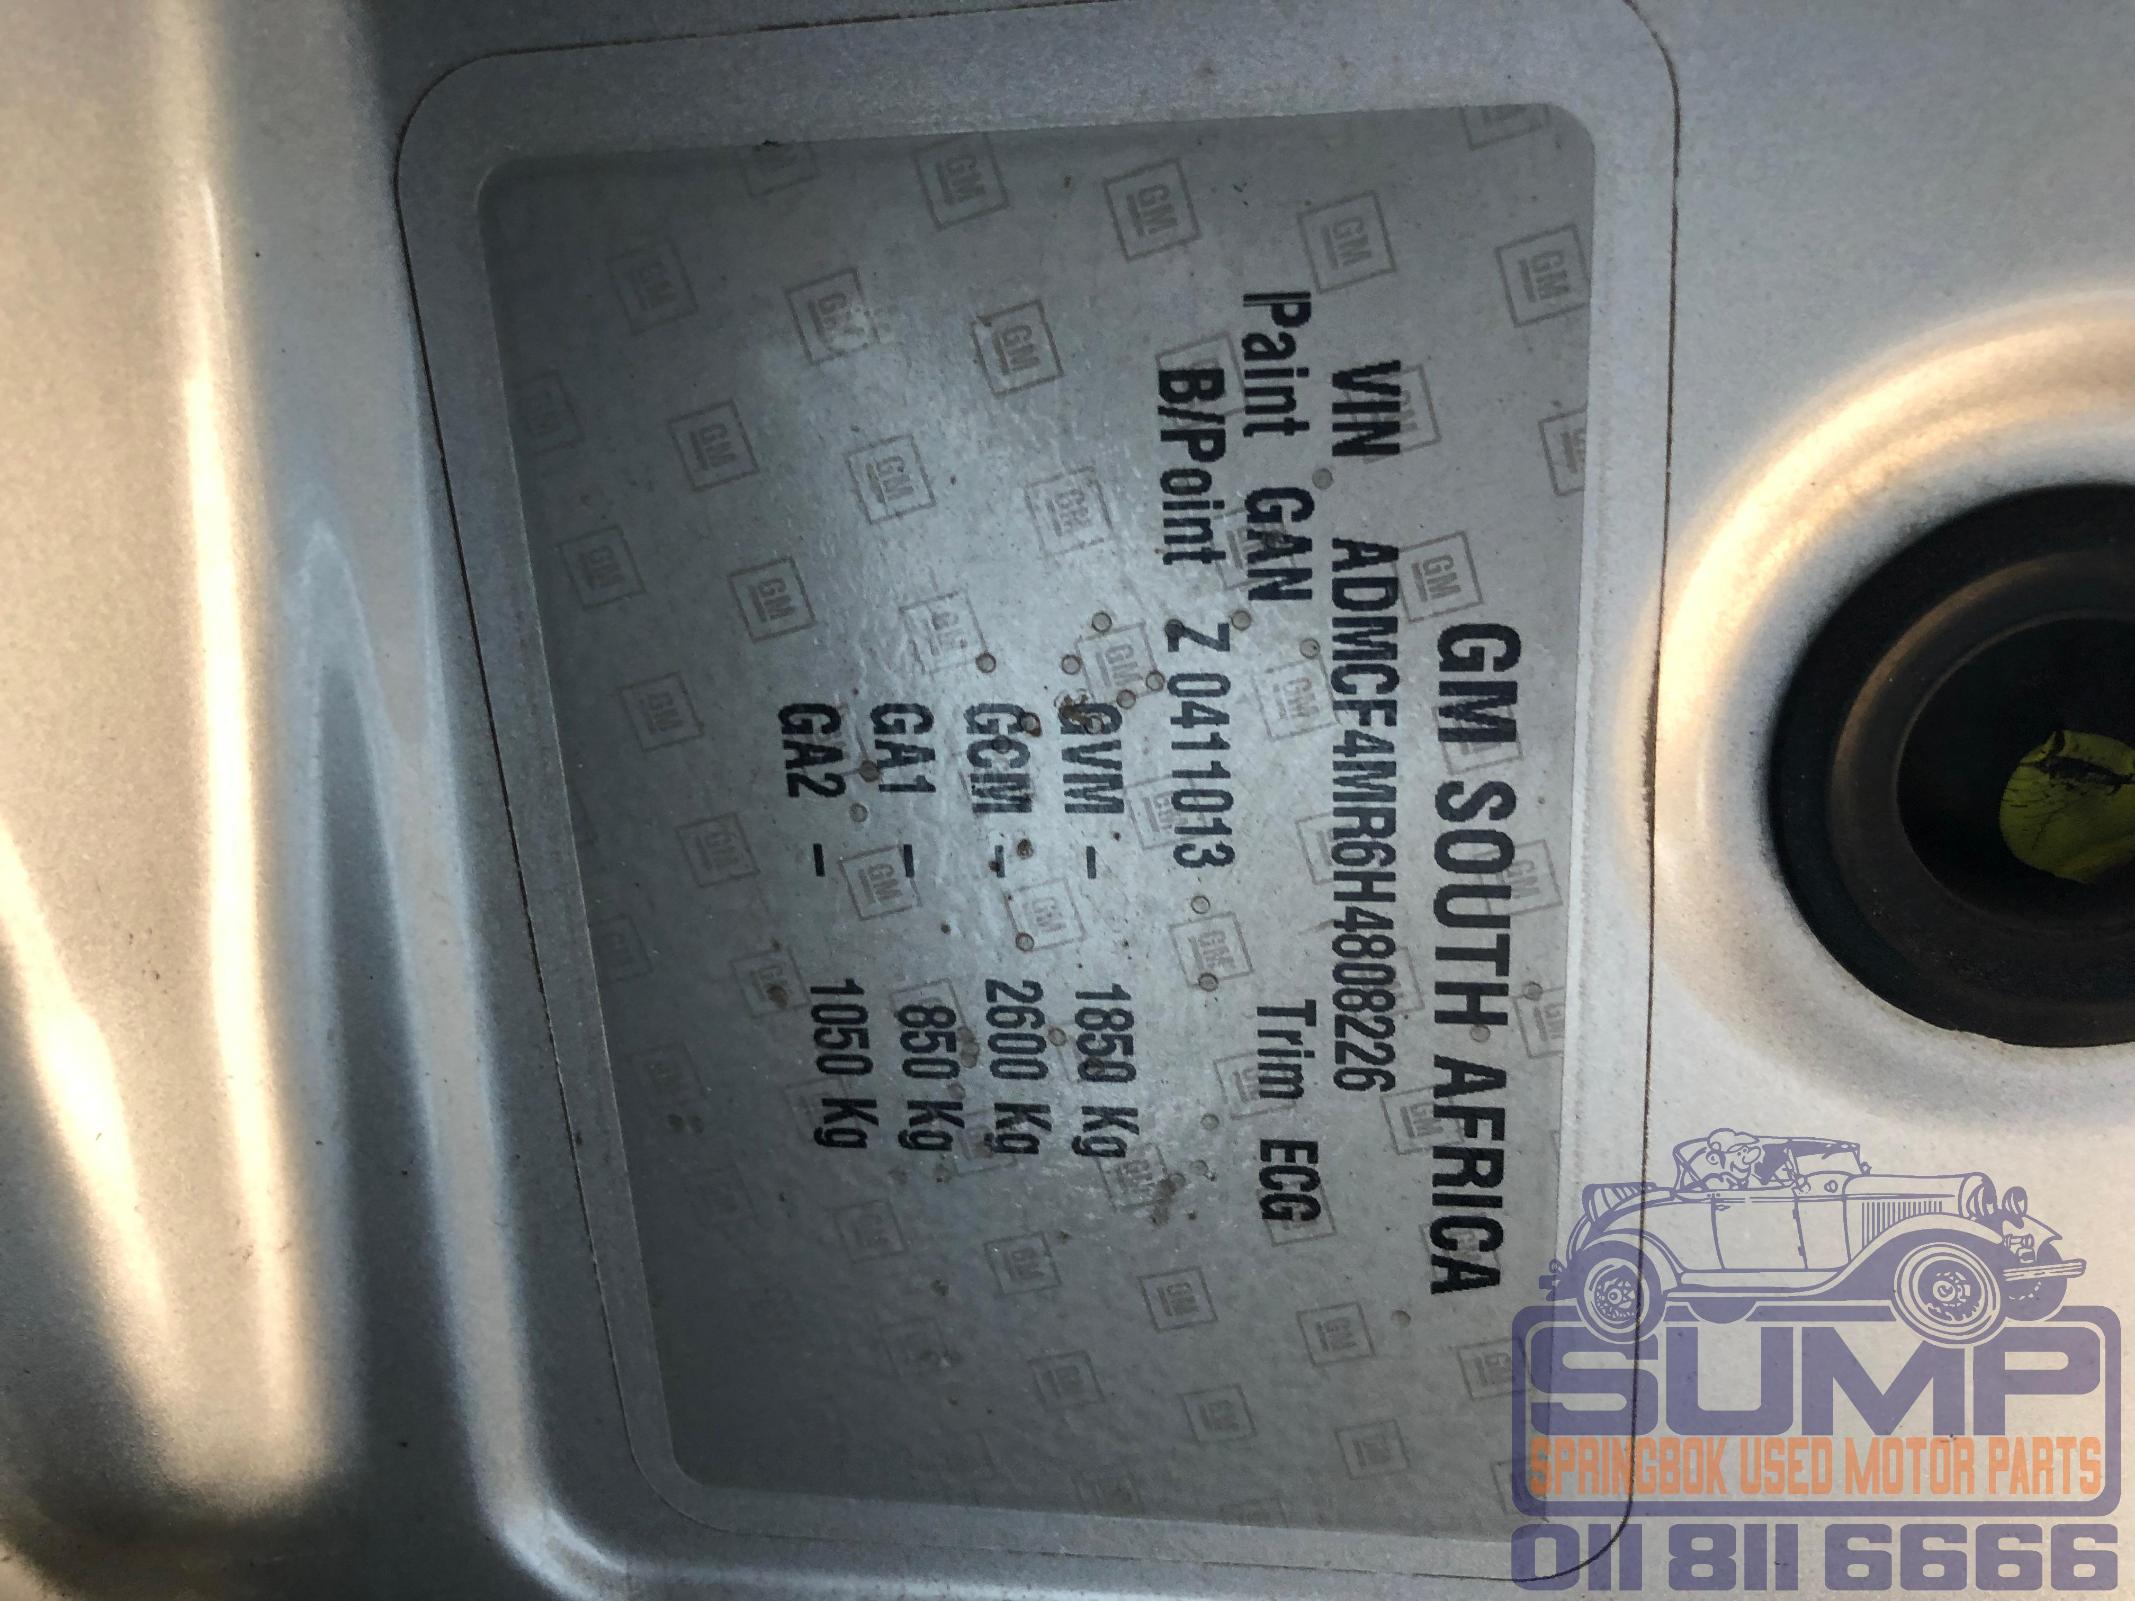 GM SOUTH AFRICA
VIN ADMCF4MR6H4808226
Paint GAN Trim ECG
B/Point Z 0411013
GVM - 1850 Kg
GCM - 2600 Kg
GA1 - 850 Kg
GA2 - 1050 Kg
SUMP
SPRINGBOK USED MOTOR PARTS
011 811 6666